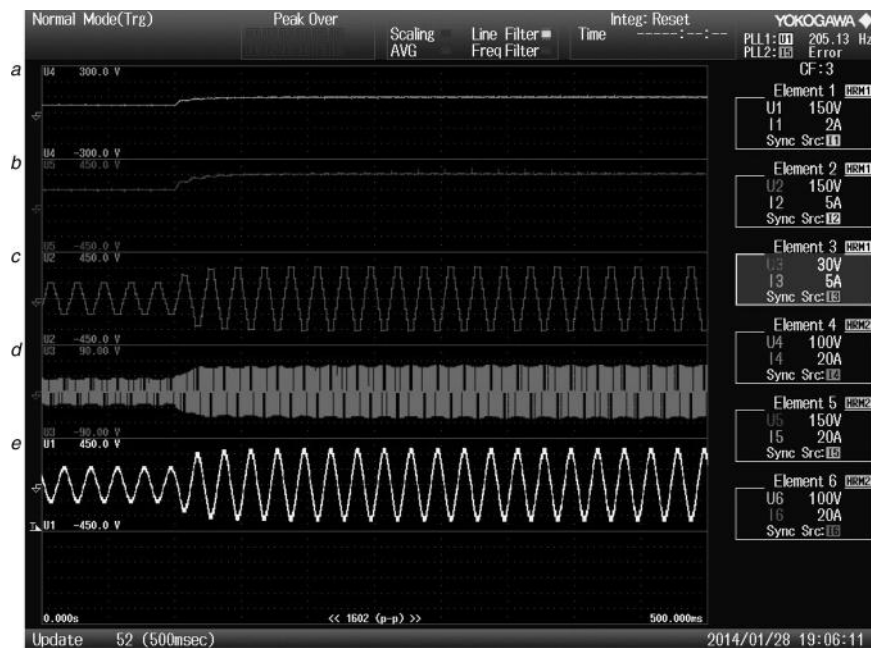 Normal Mode(Trg)
Peak Over
Scaling
AVG
Line Filter
Freq Filter
Integ: Reset
Time -----:--:--
YOKOGAWA
PLL1: U1 205.13 Hz
PLL2: I5 Error
CF:3
a
U4 300.0 V
U4 -300.0 V
b
U5 450.0 V
U5 -450.0 V
c
U2 450.0 V
U2 -450.0 V
d
U3 90.00 V
U3 -90.00 V
e
U1 450.0 V
U1 -450.0 V
0.000s
<< 1602 (p-p) >>
500.000ms
Element 1 HRM1
U1 150V
I1 2A
Sync Src: I1
Element 2 HRM1
U2 150V
I2 5A
Sync Src: I2
Element 3 HRM1
U3 30V
I3 5A
Sync Src: I3
Element 4 HRM2
U4 100V
I4 20A
Sync Src: I4
Element 5 HRM2
U5 150V
I5 20A
Sync Src: I5
Element 6 HRM2
U6 100V
I6 20A
Sync Src: I6
Update 52 (500msec)
2014/01/28 19:06:11